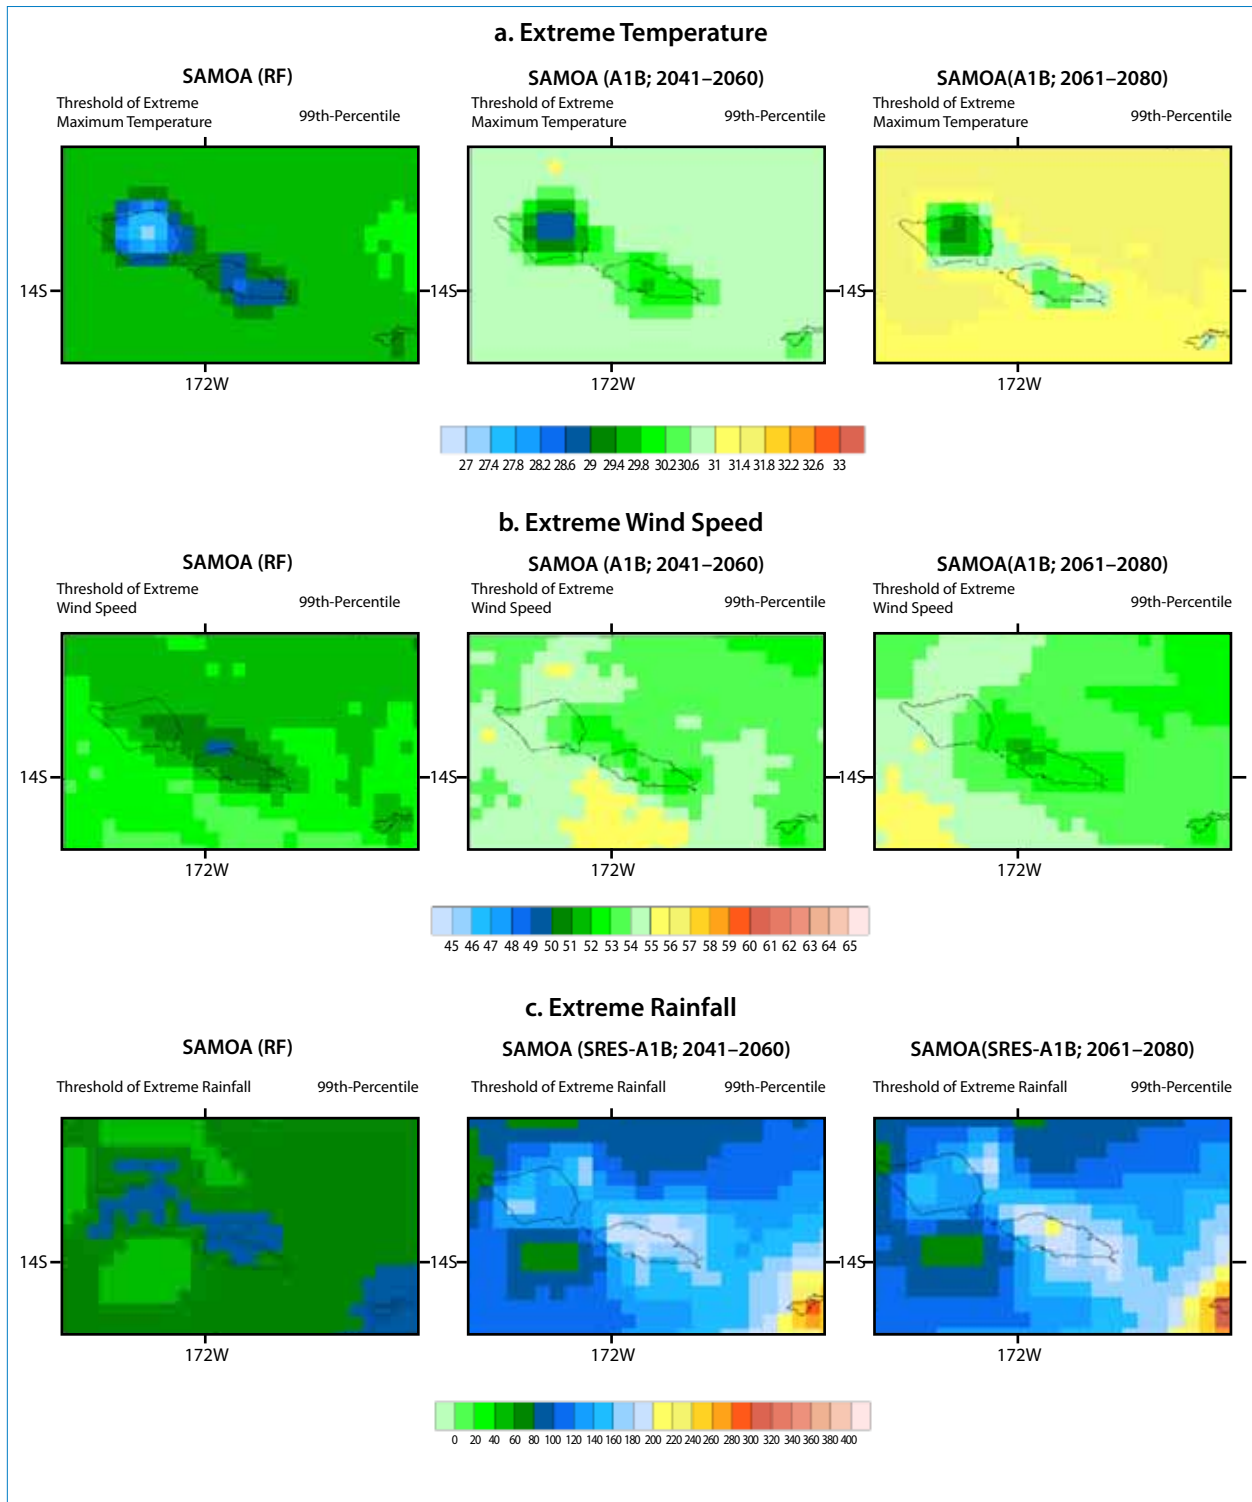 a. Extreme Temperature
SAMOA (RF)
SAMOA (A1B; 2041–2060)
SAMOA(A1B; 2061–2080)
Threshold of Extreme
Maximum Temperature
99th-Percentile
Threshold of Extreme
Maximum Temperature
99th-Percentile
Threshold of Extreme
Maximum Temperature
99th-Percentile
14S
14S
14S
172W
172W
172W
27 27.4 27.8 28.2 28.6 29 29.4 29.8 30.2 30.6 31 31.4 31.8 32.2 32.6 33
b. Extreme Wind Speed
SAMOA (RF)
SAMOA (A1B; 2041–2060)
SAMOA(A1B; 2061–2080)
Threshold of Extreme
Wind Speed
99th-Percentile
Threshold of Extreme
Wind Speed
99th-Percentile
Threshold of Extreme
Wind Speed
99th-Percentile
14S
14S
14S
172W
172W
172W
45 46 47 48 49 50 51 52 53 54 55 56 57 58 59 60 61 62 63 64 65
c. Extreme Rainfall
SAMOA (RF)
SAMOA (SRES-A1B; 2041–2060)
SAMOA(SRES-A1B; 2061–2080)
Threshold of Extreme Rainfall
99th-Percentile
Threshold of Extreme Rainfall
99th-Percentile
Threshold of Extreme Rainfall
99th-Percentile
14S
14S
14S
172W
172W
172W
0 20 40 60 80 100 120 140 160 180 200 220 240 260 280 300 320 340 360 380 400